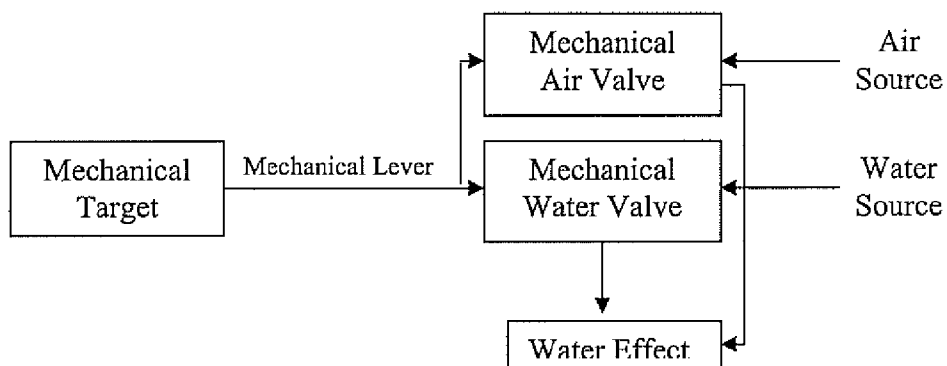 Mechanical
Air Valve
Air
Source
Mechanical
Target
Mechanical Lever
Mechanical
Water Valve
Water
Source
Water Effect